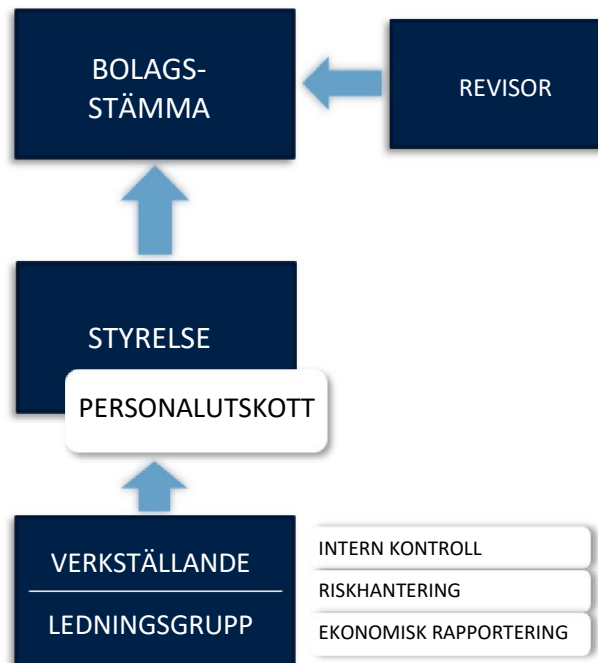 BOLAGS-
STÄMMA
REVISOR
STYRELSE
PERSONALUTSKOTT
VERKSTÄLLANDE
LEDNINGSGRUPP
INTERN KONTROLL
RISKHANTERING
EKONOMISK RAPPORTERING